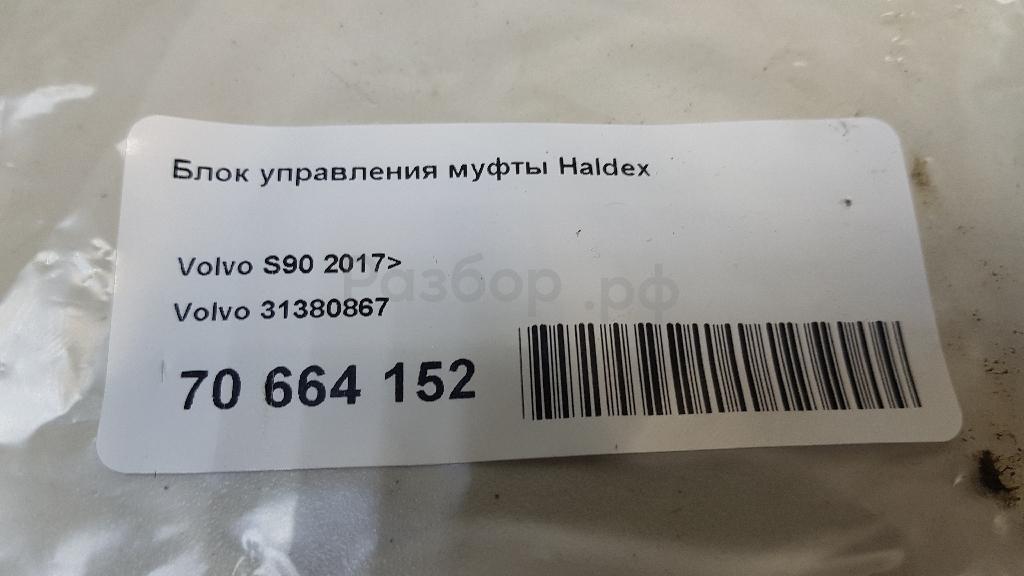 Блок управления муфты Haldex
Volvo S90 2017>
Разбор.рф
Volvo 31380867
70 664 152